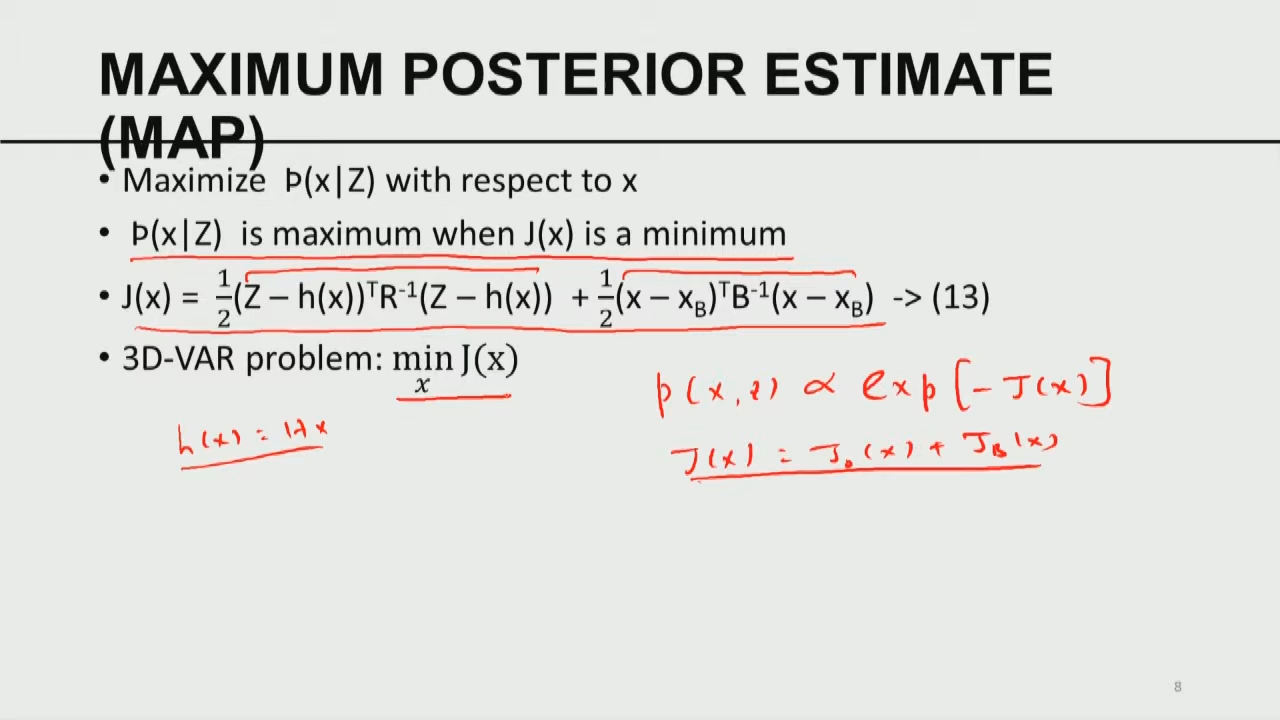 MAXIMUM POSTERIOR ESTIMATE
(MAP)
• Maximize Þ(x|Z) with respect to x
• Þ(x|Z) is maximum when J(x) is a minimum
• J(x) = 1/2(Z – h(x))ᵀR⁻¹(Z – h(x)) + 1/2(x – x_B)ᵀB⁻¹(x – x_B) -> (13)
• 3D-VAR problem: min_x J(x)
p(x,z) ∝ exp[-J(x)]
h(x) = Hx
J(x) = J₀(x) + J_B(x)
8